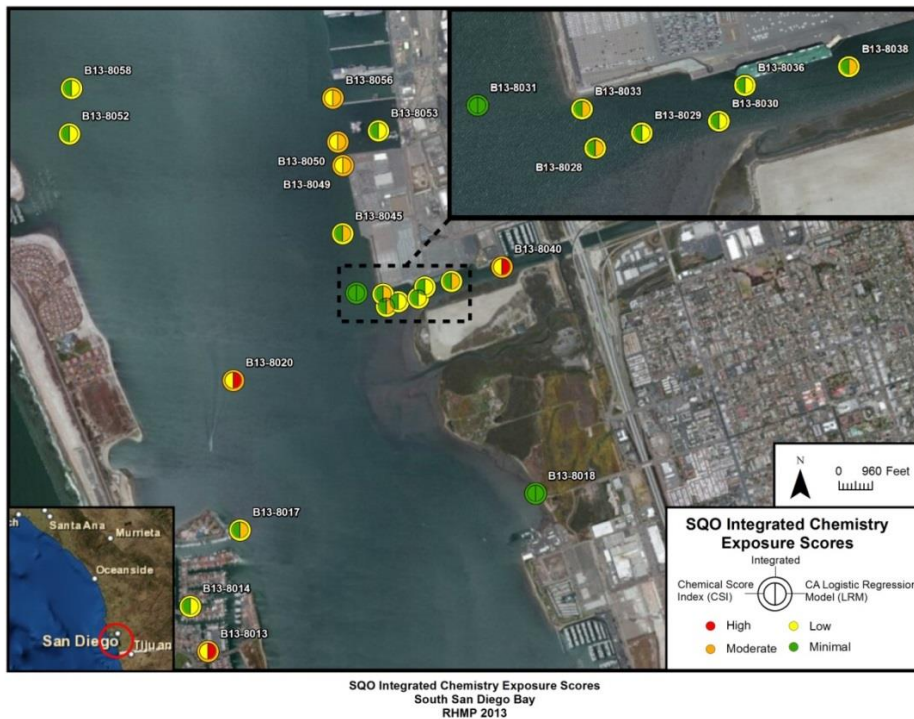 B13-8058
B13-8052
B13-8056
B13-8053
B13-8050
B13-8049
B13-8045
B13-8040
B13-8031
B13-8033
B13-8028
B13-8029
B13-8030
B13-8036
B13-8038
B13-8020
B13-8018
B13-8017
B13-8014
B13-8013
ch
Santa Ana
Murrieta
Oceanside
San Diego
Tijuan
N
0 960 Feet
SQO Integrated Chemistry
Exposure Scores
Integrated
Chemical Score
Index (CSI)
CA Logistic Regression
Model (LRM)
High
Low
Moderate
Minimal
SQO Integrated Chemistry Exposure Scores
South San Diego Bay
RHMP 2013